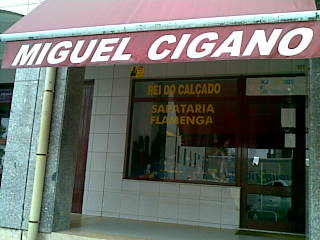 MIGUEL CIGANO
REI DO CALÇADO
SAPATARIA
FLAMENGA